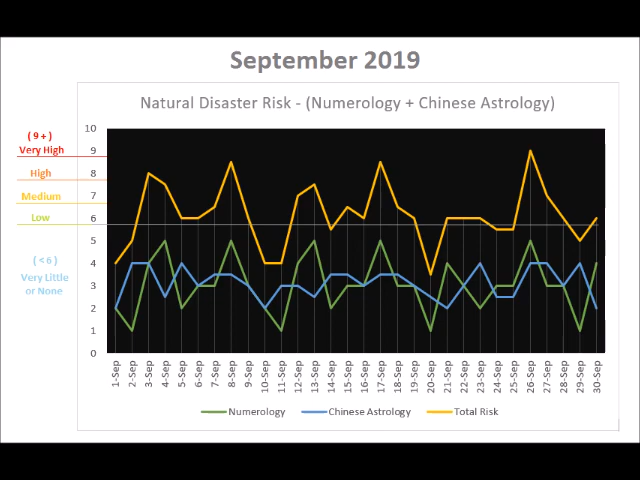 September 2019
Natural Disaster Risk - (Numerology + Chinese Astrology)
( 9 + )
Very High
High
Medium
Low
( < 6 )
Very Little
or None
10
9
8
7
6
5
4
3
2
1
0
1-Sep
2-Sep
3-Sep
4-Sep
5-Sep
6-Sep
7-Sep
8-Sep
9-Sep
10-Sep
11-Sep
12-Sep
13-Sep
14-Sep
15-Sep
16-Sep
17-Sep
18-Sep
19-Sep
20-Sep
21-Sep
22-Sep
23-Sep
24-Sep
25-Sep
26-Sep
27-Sep
28-Sep
29-Sep
30-Sep
Numerology Chinese Astrology Total Risk